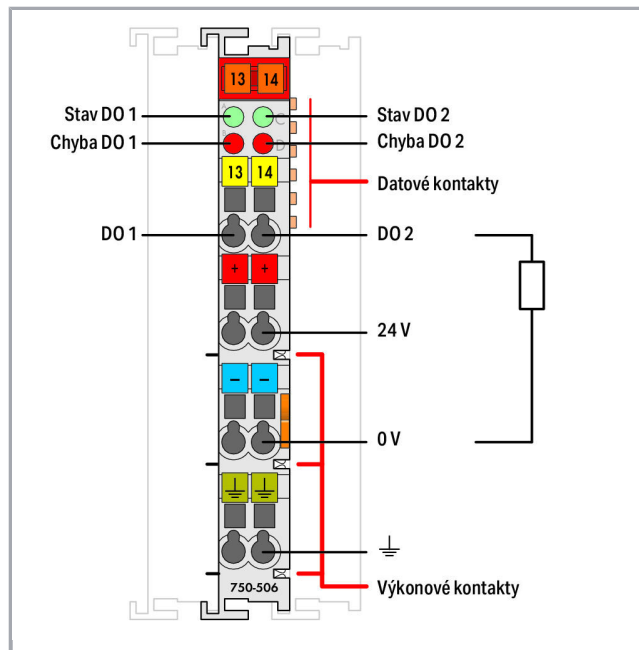 13 14
A C
Stav DO 1 Stav DO 2
B D
Chyba DO 1 Chyba DO 2
13 14
Datové kontakty
DO 1 DO 2
+ +
24 V
− −
0 V
750-506
Výkonové kontakty